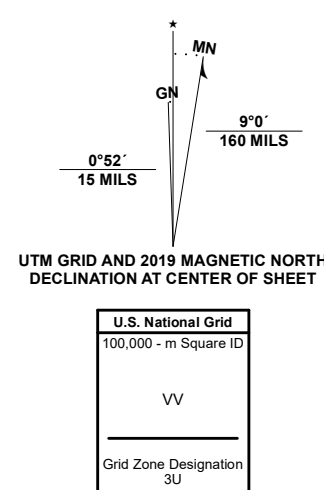 ★
MN
GN
9°0´
160 MILS
0°52´
15 MILS
UTM GRID AND 2019 MAGNETIC NORTH
DECLINATION AT CENTER OF SHEET
U.S. National Grid
100,000 - m Square ID
VV
Grid Zone Designation
3U